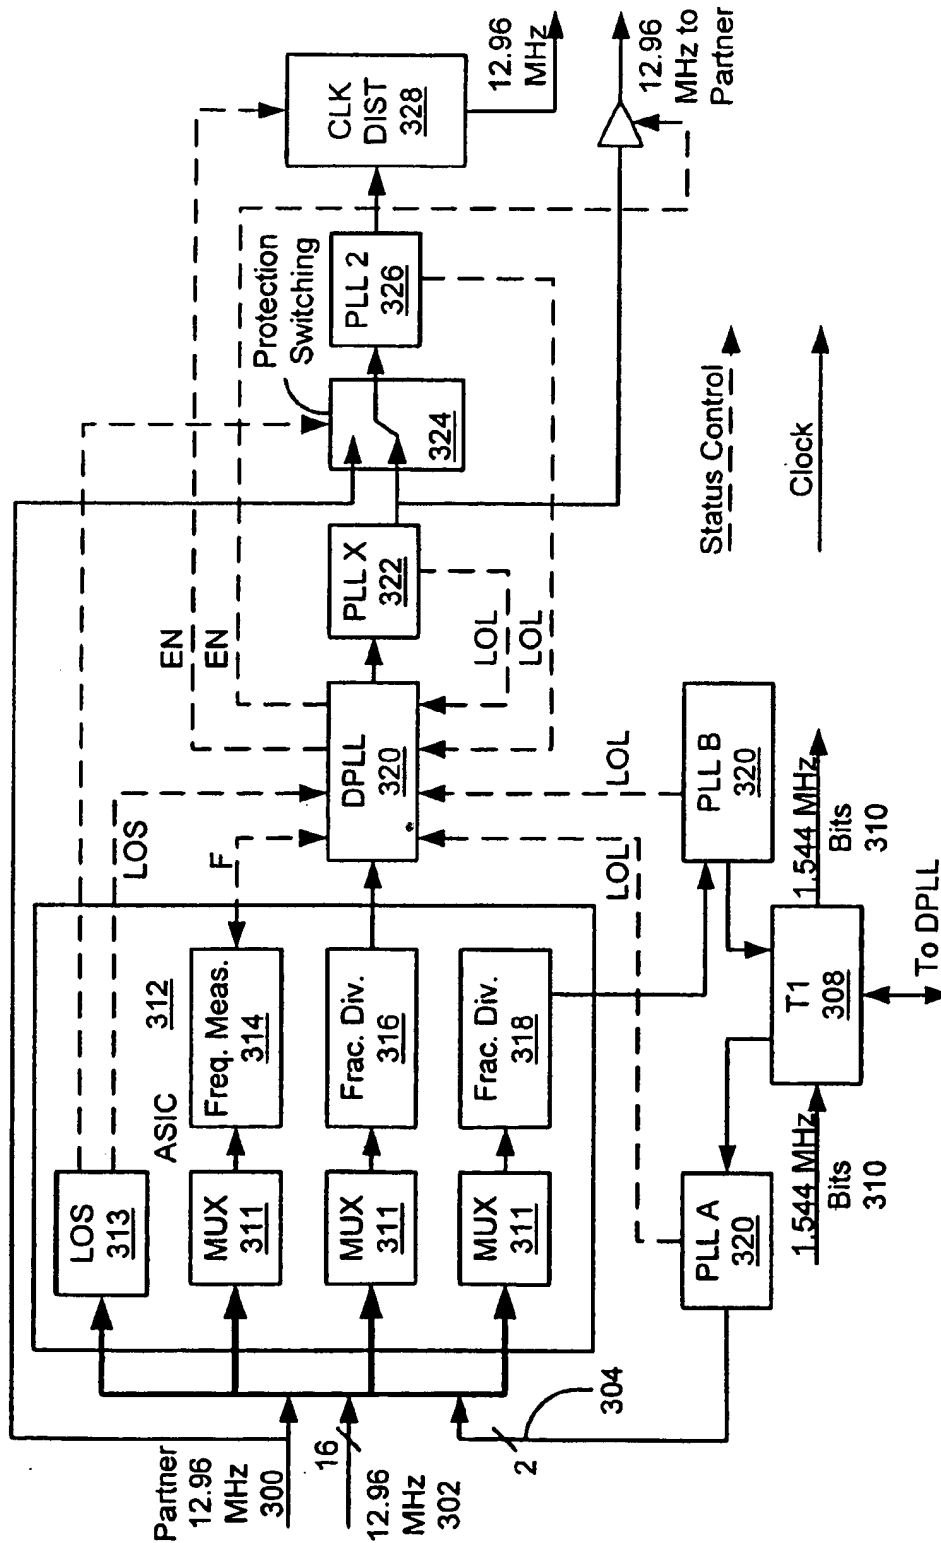 Partner
12.96
MHz
300
16
12.96
MHz
302
2
304
LOS
313
ASIC
312
MUX
311
Freq. Meas.
314
MUX
311
Frac. Div.
316
MUX
311
Frac. Div.
318
LOS
F
EN
EN
DPLL
320
PLL X
322
LOL
LOL
Protection
Switching
324
PLL 2
326
CLK
DIST
328
12.96
MHz
12.96
MHz to
Partner
LOL
LOL
PLL A
320
PLL B
320
1.544 MHz
Bits
310
T1
308
1.544 MHz
Bits
310
To DPLL
Status Control
Clock